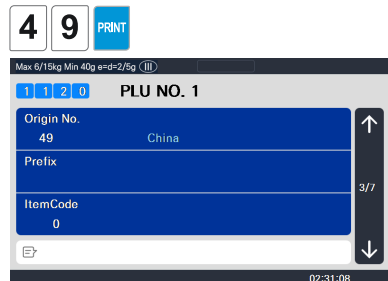 4 9 PRINT
Max 6/15kg Min 40g e=d=2/5g III
1 1 2 0 PLU NO. 1
Origin No.
49 China
Prefix
3/7
ItemCode
0
02:31:08